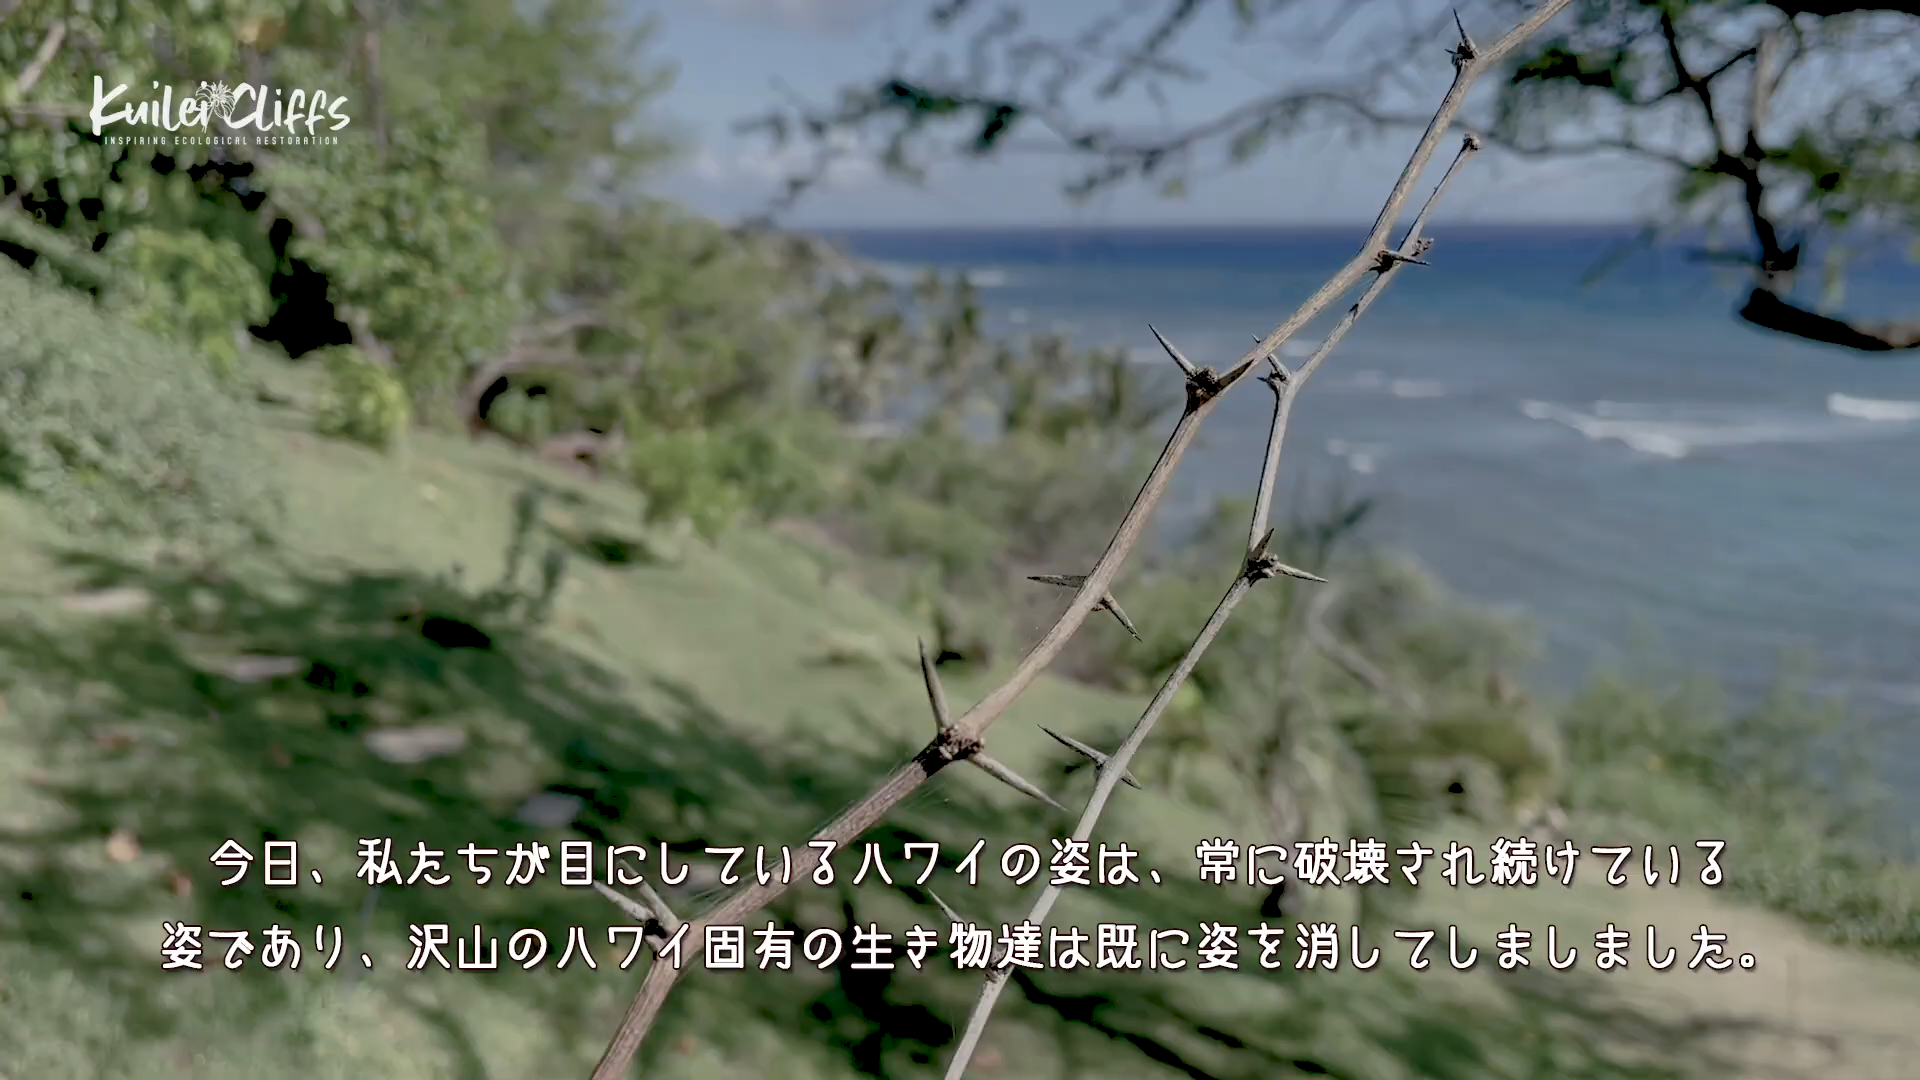 Kuilei Cliffs
INSPIRING ECOLOGICAL RESTORATION
今日、私たちが目にしているハワイの姿は、常に破壊され続けている
姿であり、沢山のハワイ固有の生き物達は既に姿を消してしましました。